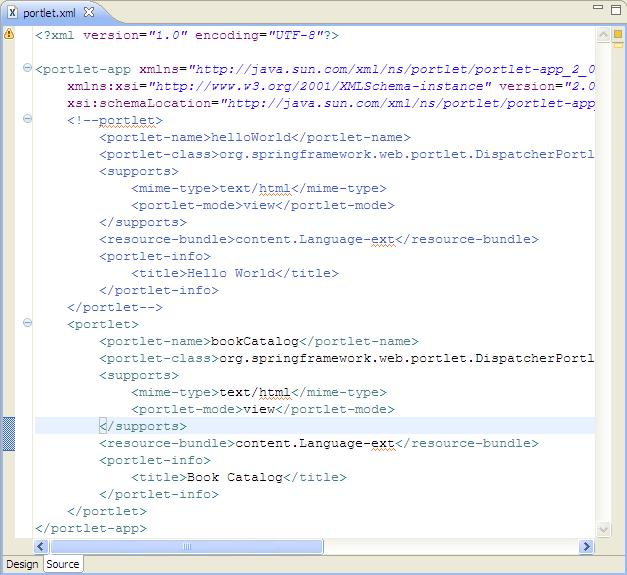 portlet.xml
<?xml version="1.0" encoding="UTF-8"?>
<portlet-app xmlns="http://java.sun.com/xml/ns/portlet/portlet-app_2_0
    xmlns:xsi="http://www.w3.org/2001/XMLSchema-instance" version="2.0
    xsi:schemaLocation="http://java.sun.com/xml/ns/portlet/portlet-app
    <!--portlet>
        <portlet-name>helloWorld</portlet-name>
        <portlet-class>org.springframework.web.portlet.DispatcherPortl
        <supports>
            <mime-type>text/html</mime-type>
            <portlet-mode>view</portlet-mode>
        </supports>
        <resource-bundle>content.Language-ext</resource-bundle>
        <portlet-info>
            <title>Hello World</title>
        </portlet-info>
    </portlet-->
    <portlet>
        <portlet-name>bookCatalog</portlet-name>
        <portlet-class>org.springframework.web.portlet.DispatcherPortl
        <supports>
            <mime-type>text/html</mime-type>
            <portlet-mode>view</portlet-mode>
        </supports>
        <resource-bundle>content.Language-ext</resource-bundle>
        <portlet-info>
            <title>Book Catalog</title>
        </portlet-info>
    </portlet>
</portlet-app>
Design Source